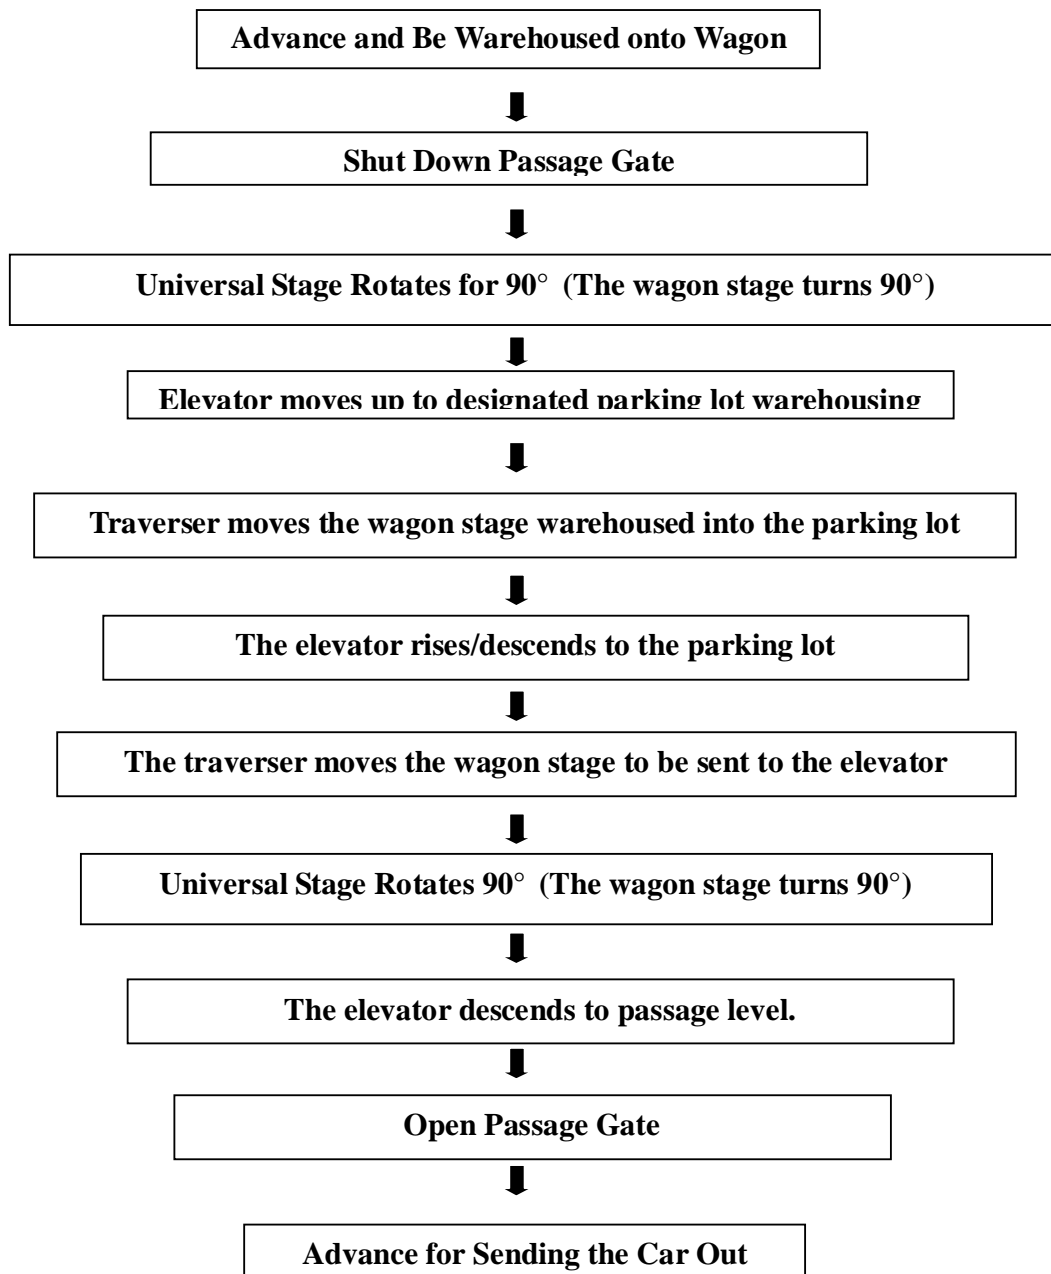 Advance and Be Warehoused onto Wagon
Shut Down Passage Gate
Universal Stage Rotates for 90° (The wagon stage turns 90°)
Elevator moves up to designated parking lot warehousing
Traverser moves the wagon stage warehoused into the parking lot
The elevator rises/descends to the parking lot
The traverser moves the wagon stage to be sent to the elevator
Universal Stage Rotates 90° (The wagon stage turns 90°)
The elevator descends to passage level.
Open Passage Gate
Advance for Sending the Car Out